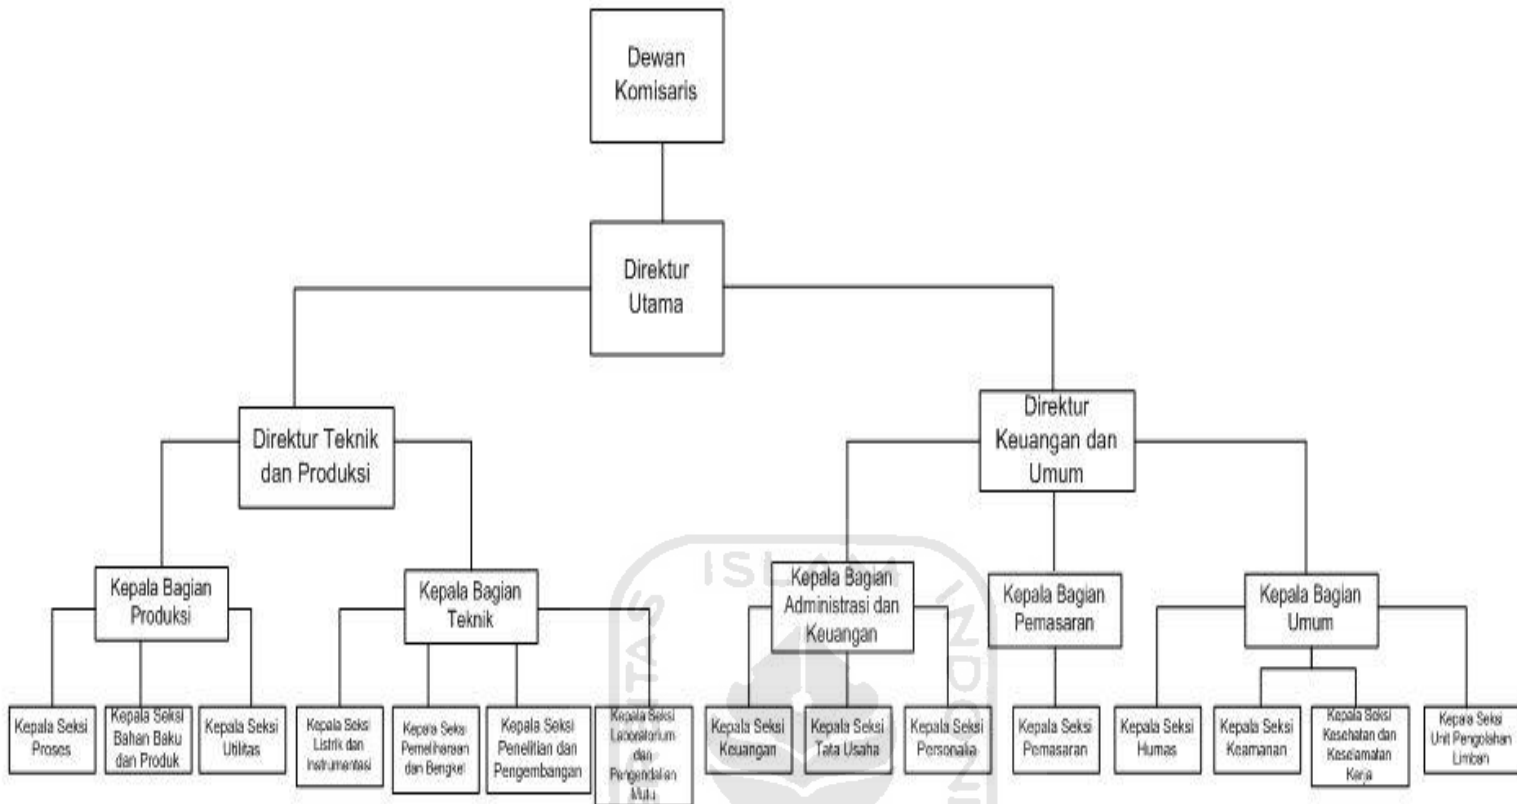 Dewan
Komisaris
Direktur
Utama
Direktur Teknik
dan Produksi
Direktur
Keuangan dan
Umum
Kepala Bagian
Produksi
Kepala Bagian
Teknik
Kepala Bagian
Administrasi dan
Keuangan
Kepala Bagian
Pemasaran
Kepala Bagian
Umum
Kepala Seksi
Proses
Kepala Seksi
Bahan Baku
dan Produk
Kepala Seksi
Utilitas
Kepala Seksi
Listrik dan
Instrumentasi
Kepala Seksi
Pemeliharaan
dan Bengkel
Kepala Seksi
Penelitian dan
Pengembangan
Kepala Seksi
Laboratorium
dan
Pengendalian
Mutu
Kepala Seksi
Keuangan
Kepala Seksi
Tata Usaha
Kepala Seksi
Personalia
Kepala Seksi
Pemasaran
Kepala Seksi
Humas
Kepala Seksi
Keamanan
Kepala Seksi
Kesehatan dan
Keselamatan
Kerja
Kepala Seksi
Unit Pengolahan
Limbah
ISLAM